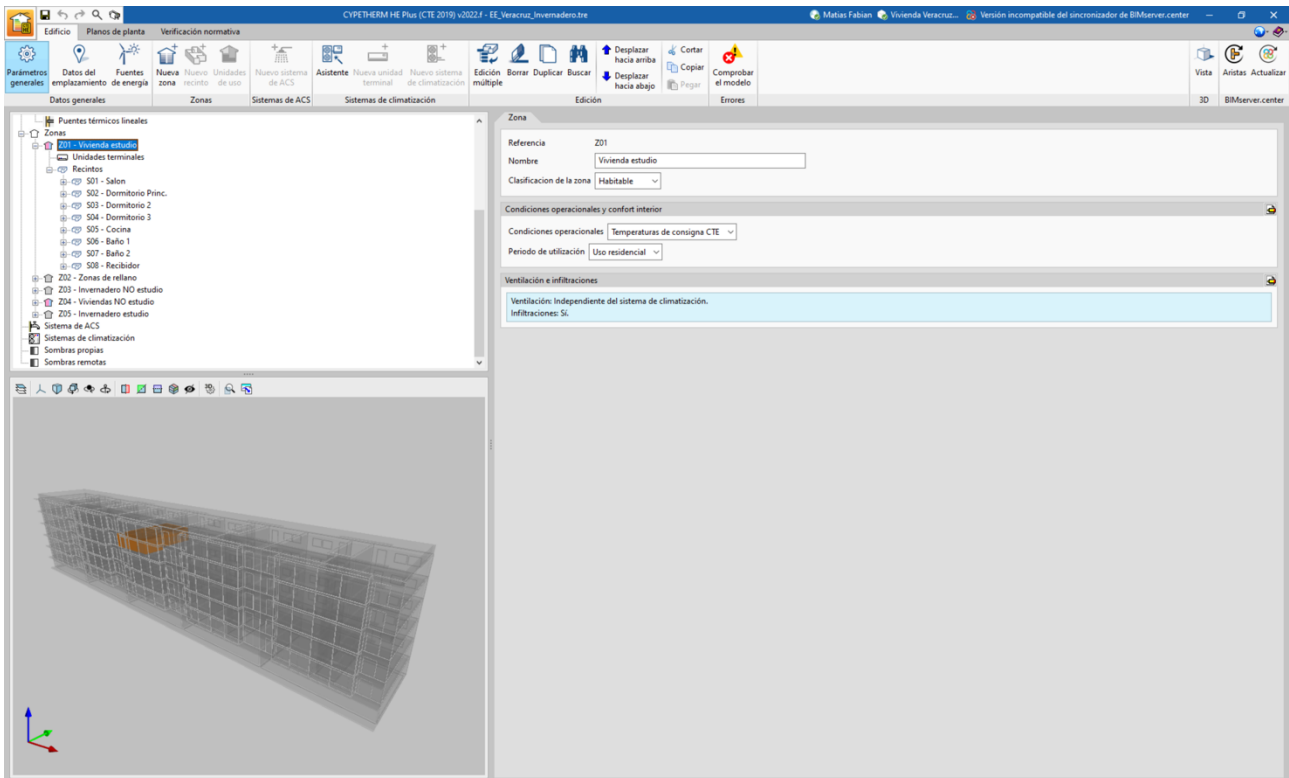 CYPETHERM HE Plus (CTE 2019) v2022.f - EE_Veracruz_Invernadero.tre
Matias Fabian
Vivienda Veracruz...
Versión incompatible del sincronizador de BIMserver.center
Edificio
Planos de planta
Verificación normativa
Parámetros generales
Datos del emplazamiento
Fuentes de energía
Nueva zona
Nuevo recinto
Unidades de uso
Nuevo sistema de ACS
Asistente
Nueva unidad terminal
Nuevo sistema de climatización
Edición múltiple
Borrar
Duplicar
Buscar
Desplazar hacia arriba
Desplazar hacia abajo
Cortar
Copiar
Pegar
Comprobar el modelo
Vista
Aristas
Actualizar
Datos generales
Zonas
Sistemas de ACS
Sistemas de climatización
Edición
Errores
3D
BIMserver.center
Puentes térmicos lineales
Zonas
Z01 - Vivienda estudio
Unidades terminales
Recintos
S01 - Salon
S02 - Dormitorio Princ.
S03 - Dormitorio 2
S04 - Dormitorio 3
S05 - Cocina
S06 - Baño 1
S07 - Baño 2
S08 - Recibidor
Z02 - Zonas de rellano
Z03 - Invernadero NO estudio
Z04 - Viviendas NO estudio
Z05 - Invernadero estudio
Sistema de ACS
Sistemas de climatización
Sombras propias
Sombras remotas
Zona
Referencia Z01
Nombre Vivienda estudio
Clasificacion de la zona Habitable
Condiciones operacionales y confort interior
Condiciones operacionales Temperaturas de consigna CTE
Periodo de utilización Uso residencial
Ventilación e infiltraciones
Ventilación: Independiente del sistema de climatización.
Infiltraciones: Sí.